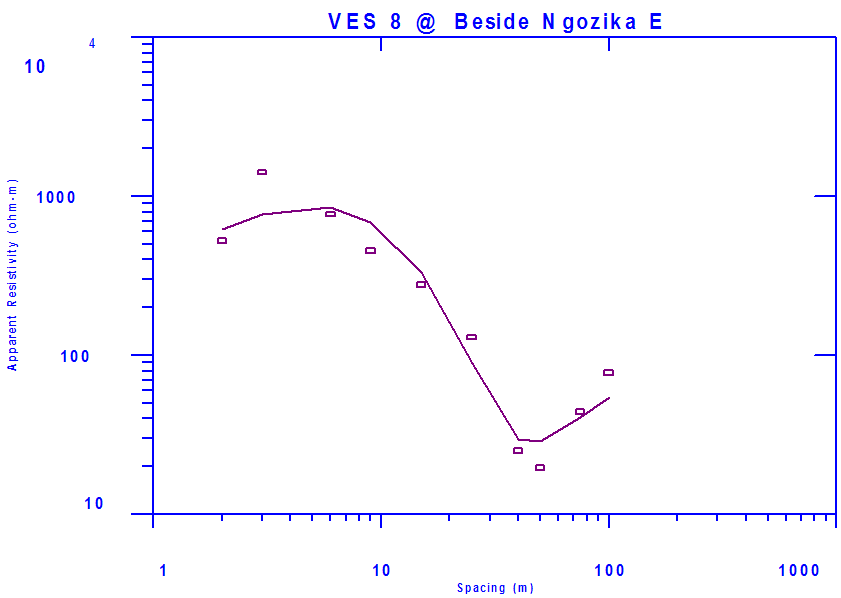 VES 8 @ Beside Ngozika E
10 4
1000
100
10
Apparent Resistivity (ohm-m)
1 10 100 1000
Spacing (m)